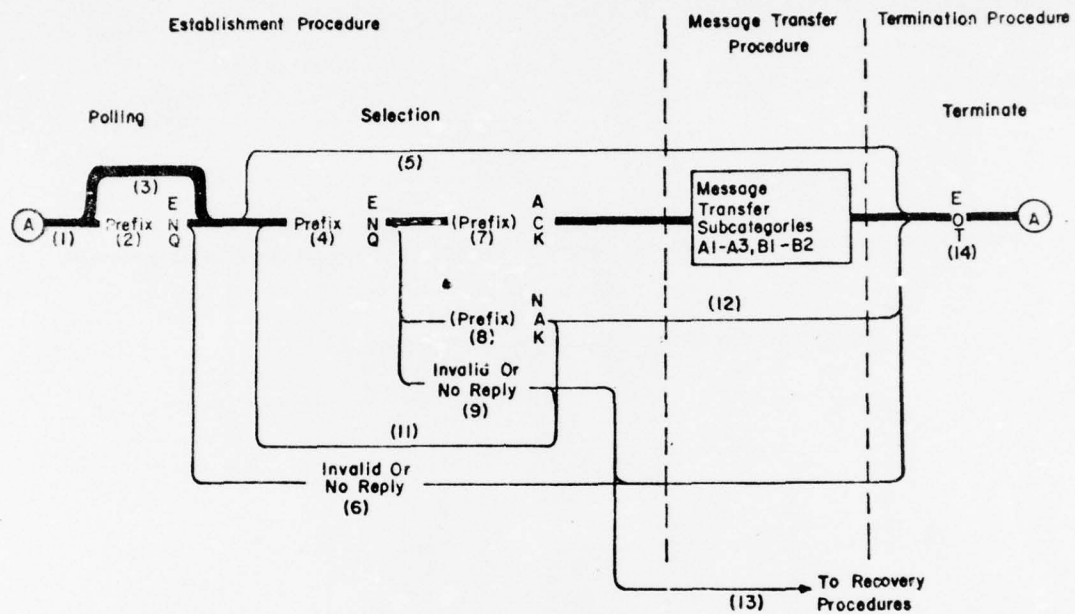 Establishment Procedure
Message Transfer
Procedure
Termination Procedure
Polling
Selection
Terminate
(5)
(3)
A
(1)
Prefix
(2)
E
N
Q
Prefix
(4)
E
N
Q
(Prefix)
(7)
A
C
K
Message
Transfer
Subcategories
A1-A3, B1-B2
E
O
T
(14)
A
(Prefix)
(8)
N
A
K
(12)
Invalid Or
No Reply
(9)
(11)
Invalid Or
No Reply
(6)
(13)
To Recovery
Procedures